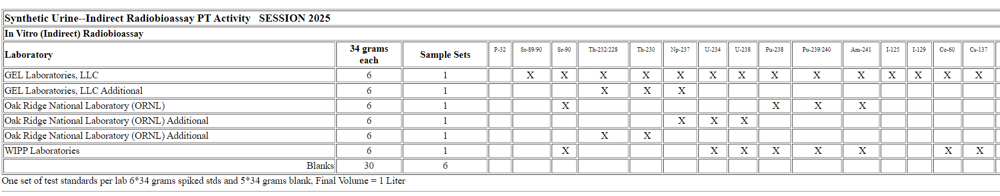 Synthetic Urine--Indirect Radiobioassay PT Activity   SESSION 2025
In Vitro (Indirect) Radiobioassay
Laboratory 34 grams each Sample Sets P-32 Sr-89/90 Sr-90 Th-232/228 Th-230 Np-237 U-234 U-238 Pu-238 Pu-239/240 Am-241 I-125 I-129 Co-60 Cs-137
GEL Laboratories, LLC 6 1 X X X X X X X X X X X X X X
GEL Laboratories, LLC Additional 6 1 X X X
Oak Ridge National Laboratory (ORNL) 6 1 X X X X
Oak Ridge National Laboratory (ORNL) Additional 6 1 X X X
Oak Ridge National Laboratory (ORNL) Additional 6 1 X X
WIPP Laboratories 6 1 X X X X X X X X
Blanks 30 6
One set of test standards per lab 6*34 grams spiked stds and 5*34 grams blank, Final Volume = 1 Liter